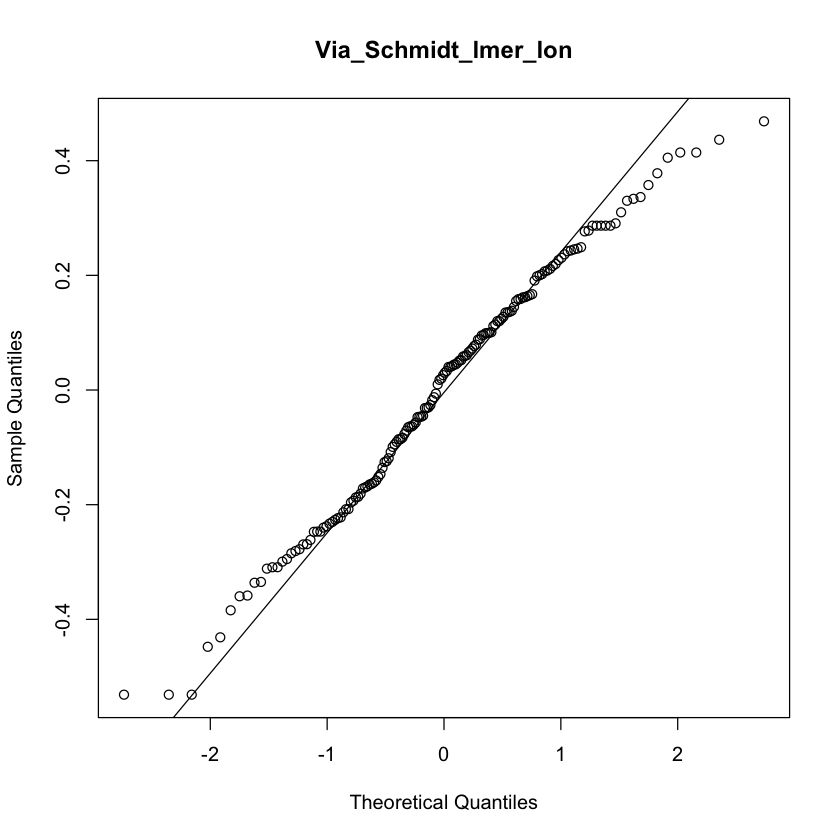 Via_Schmidt_lmer_lon
Sample Quantiles
0.4
0.2
0.0
-0.2
-0.4
-2 -1 0 1 2
Theoretical Quantiles